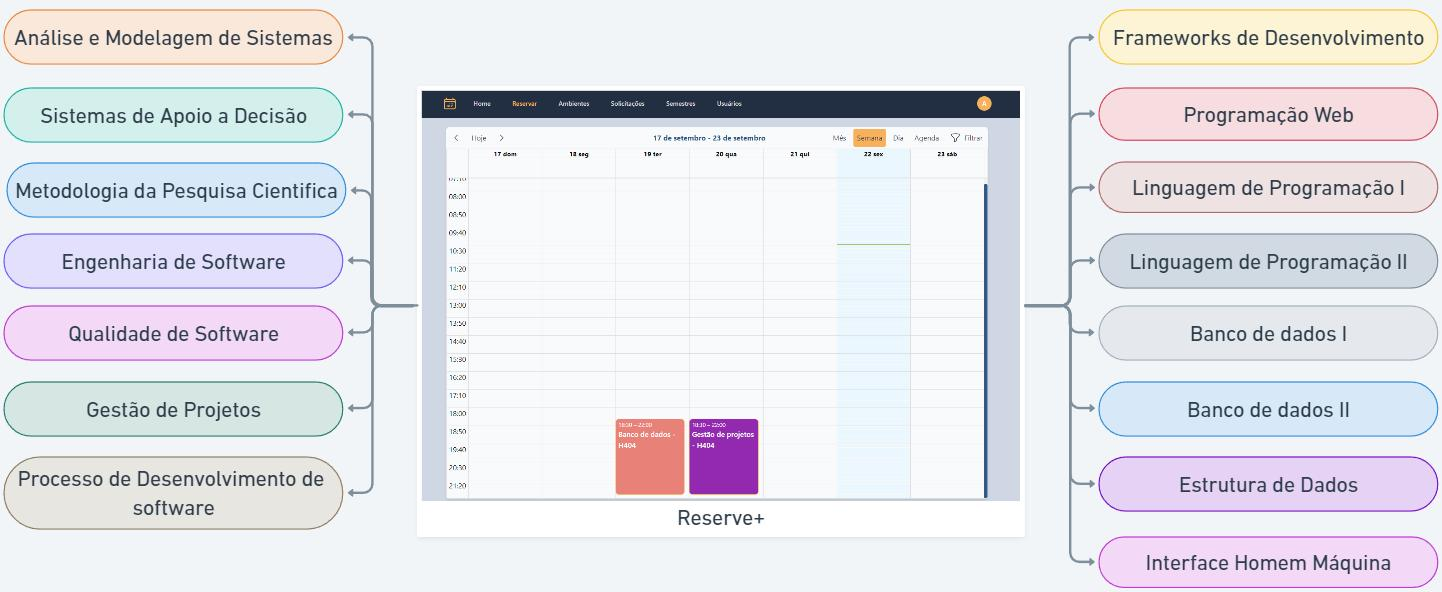 Análise e Modelagem de Sistemas
Sistemas de Apoio a Decisão
Metodologia da Pesquisa Cientifica
Engenharia de Software
Qualidade de Software
Gestão de Projetos
Processo de Desenvolvimento de
software
Home Reservar Ambientes Solicitações Semestres Usuários A
Hoje 17 de setembro - 23 de setembro Mês Semana Dia Agenda Filtrar
17 dom 18 seg 19 ter 20 qua 21 qui 22 sex 23 sáb
07:10
08:00
08:50
09:40
10:30
11:20
12:10
13:00
13:50
14:40
15:30
16:20
17:10
18:00
18:50
19:40
20:30
21:20
18:30 – 22:00
Banco de dados -
H404
18:30 – 22:00
Gestão de projetos
- H404
Reserve+
Frameworks de Desenvolvimento
Programação Web
Linguagem de Programação I
Linguagem de Programação II
Banco de dados I
Banco de dados II
Estrutura de Dados
Interface Homem Máquina